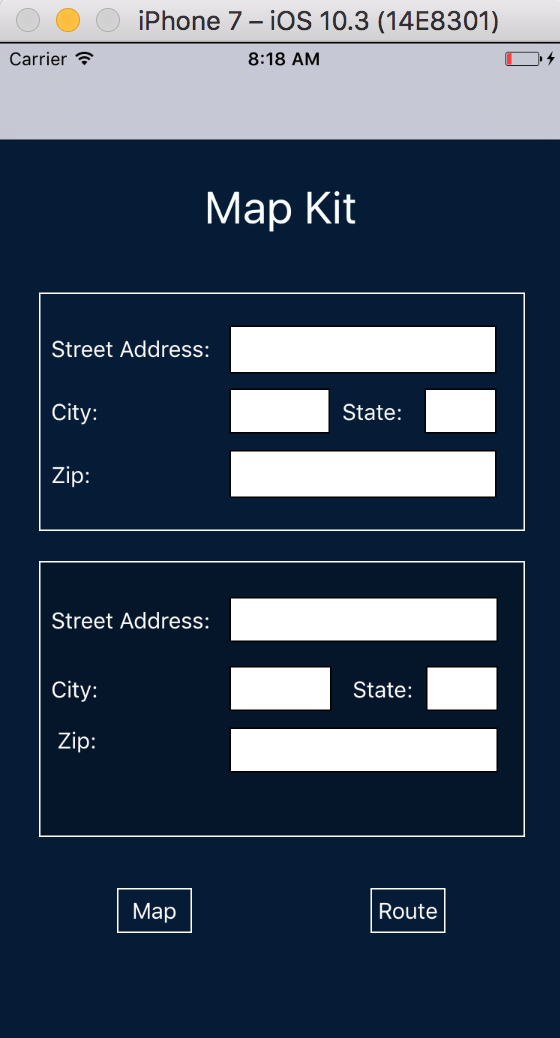 iPhone 7 – iOS 10.3 (14E8301)
Carrier 8:18 AM
Map Kit
Street Address:
City: State:
Zip:
Street Address:
City: State:
Zip:
Map Route